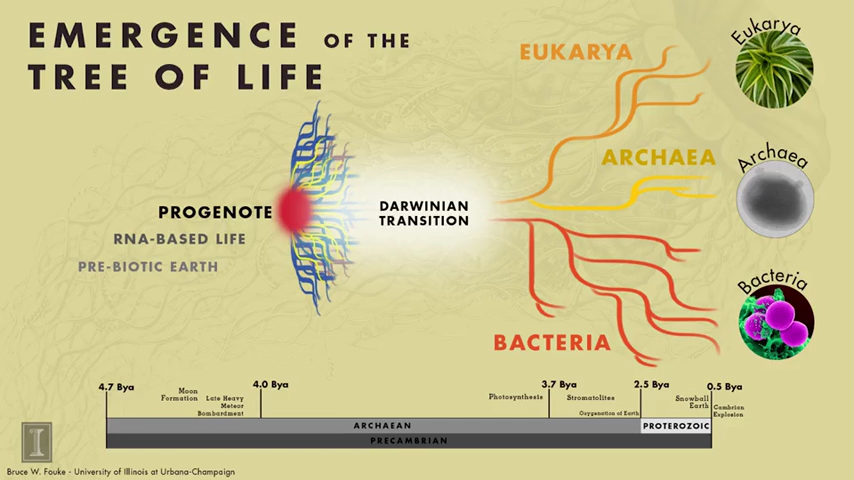 EMERGENCE OF THE
TREE OF LIFE
EUKARYA
Eukarya
ARCHAEA
Archaea
PROGENOTE
DARWINIAN
TRANSITION
RNA-BASED LIFE
PRE-BIOTIC EARTH
Bacteria
BACTERIA
4.7 Bya
Moon
Formation
Late Heavy
Meteor
Bombardment
4.0 Bya
Photosynthesis
3.7 Bya
Stromatolites
Oxygenation of Earth
2.5 Bya
Snowball
Earth
0.5 Bya
Cambrian
Explosion
ARCHAEAN
PROTEROZOIC
PRECAMBRIAN
I
Bruce W. Fouke - University of Illinois at Urbana-Champaign